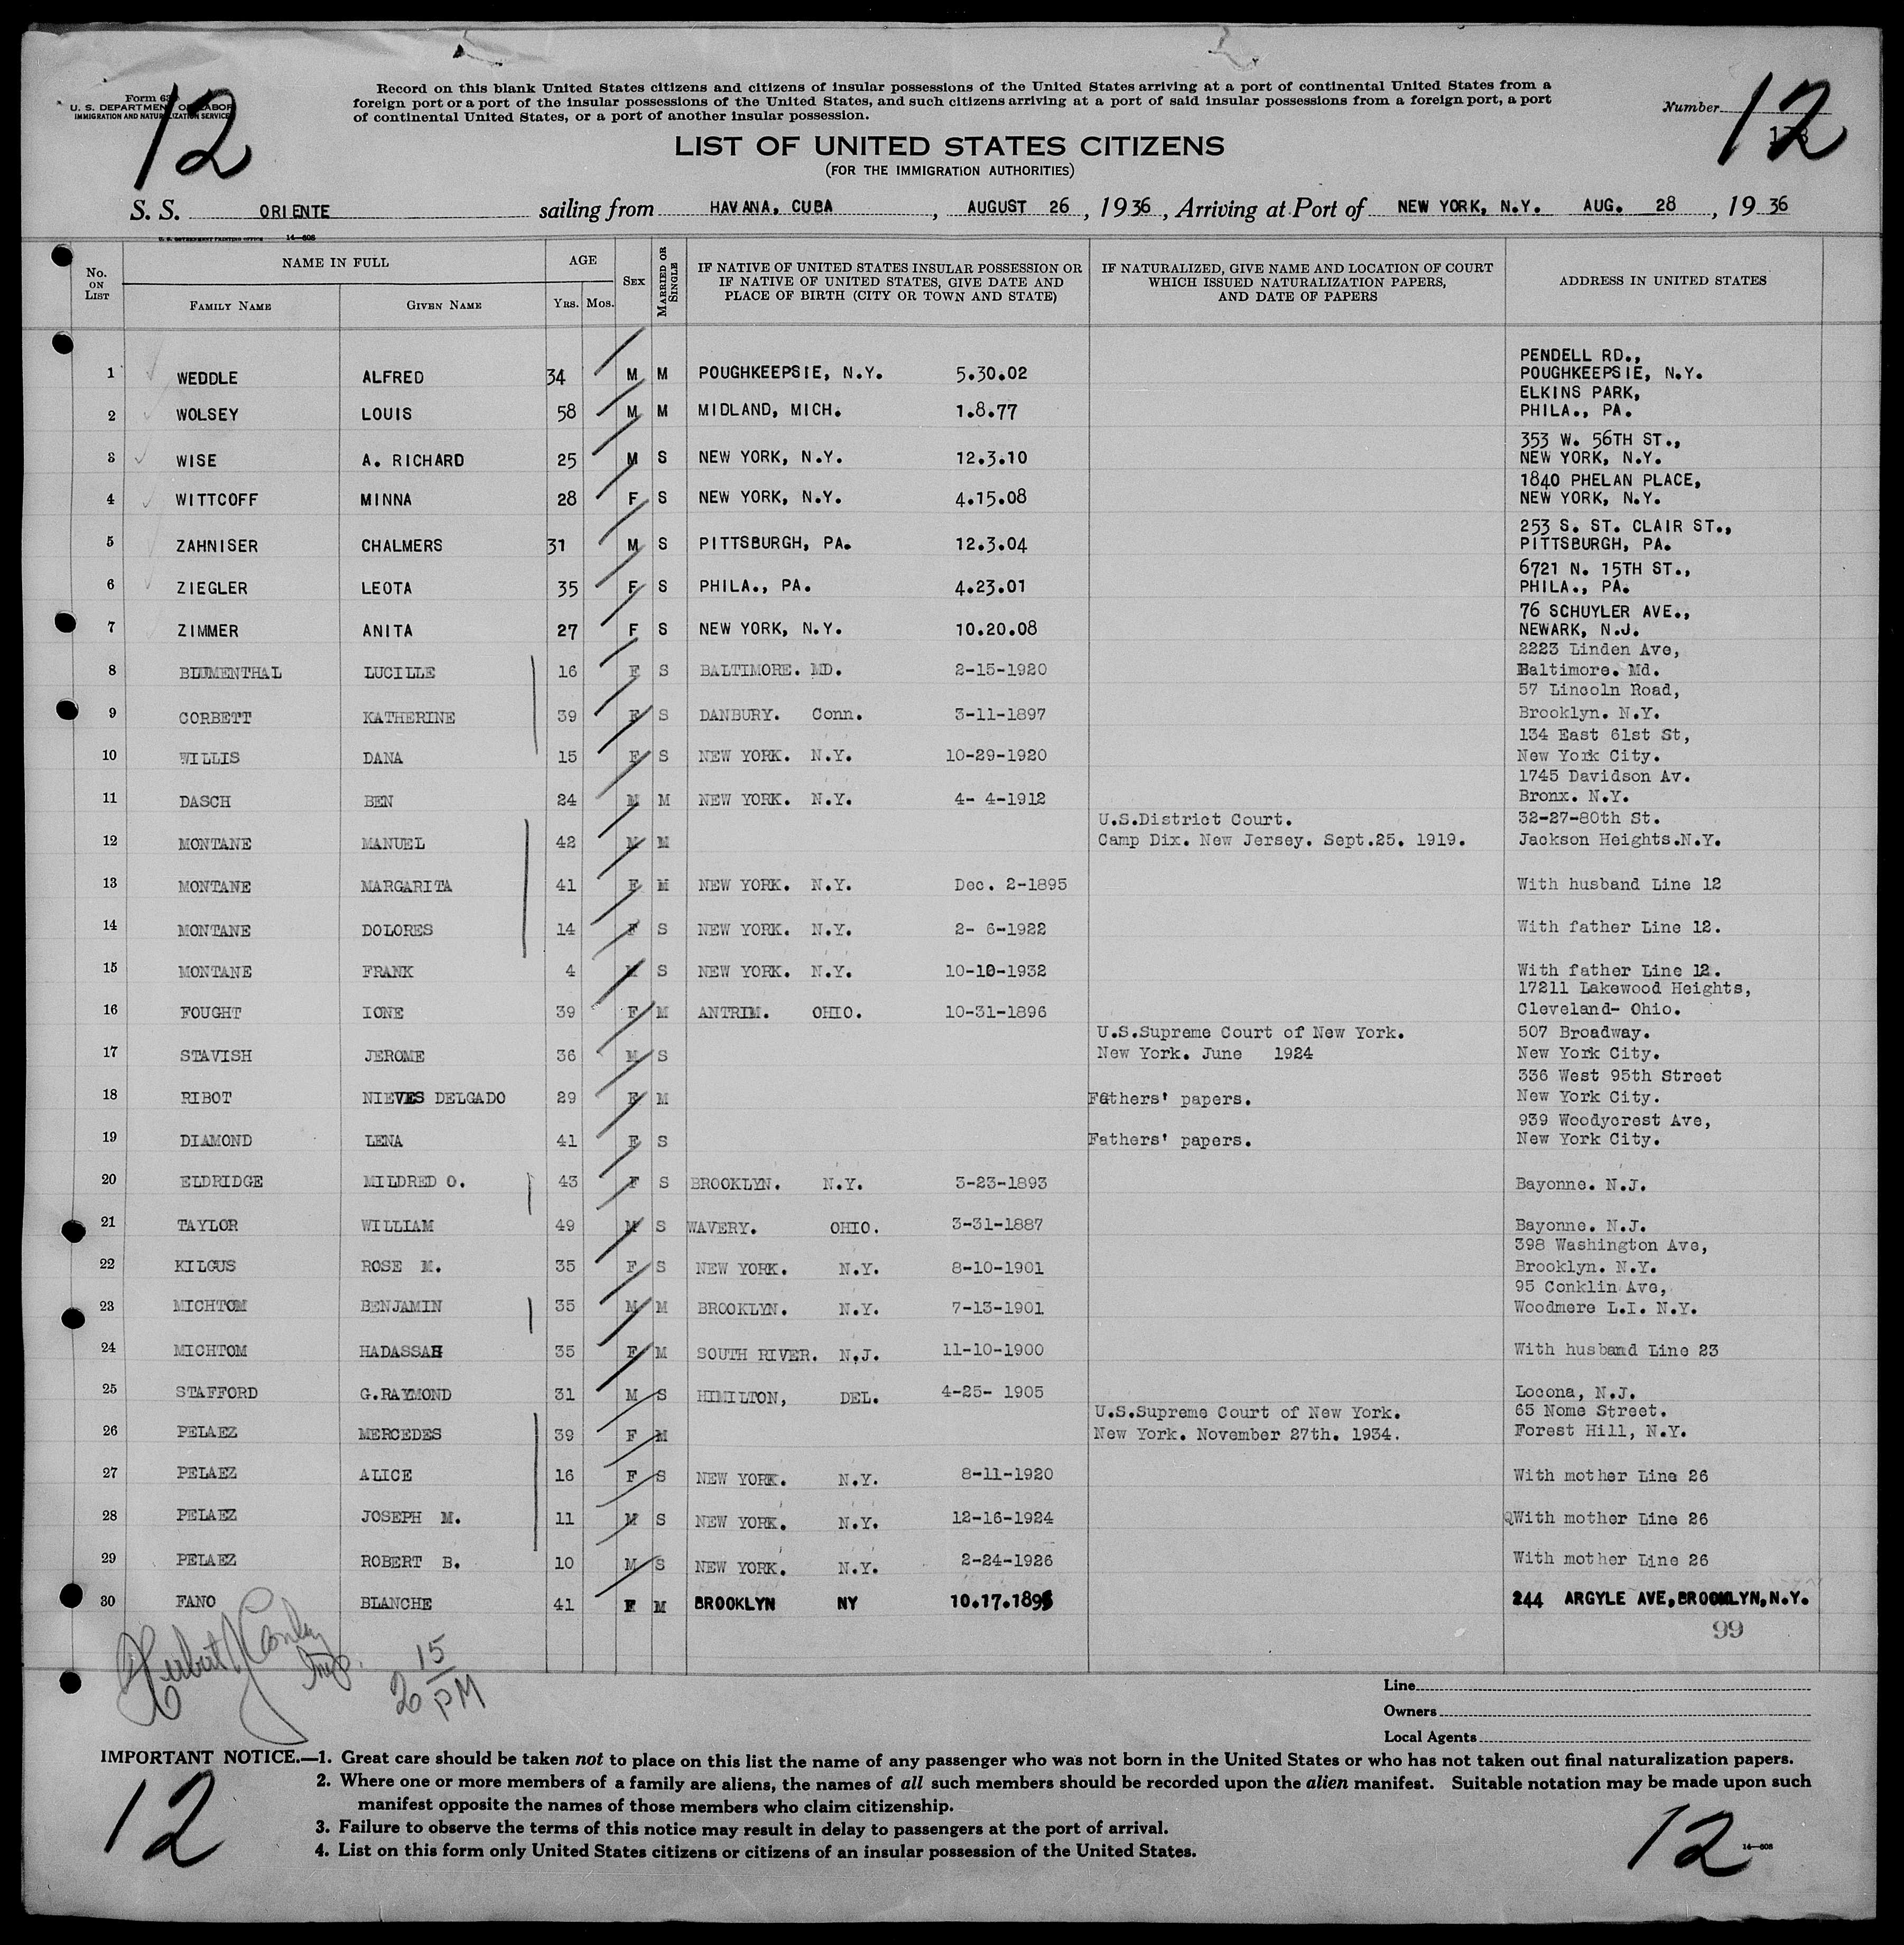 12
12
Form 630
U. S. DEPARTMENT OF LABOR
IMMIGRATION AND NATURALIZATION SERVICE
Record on this blank United States citizens and citizens of insular possessions of the United States arriving at a port of continental United States from a
foreign port or a port of the insular possessions of the United States, and such citizens arriving at a port of said insular possessions from a foreign port, a port
of continental United States, or a port of another insular possession.
Number
LIST OF UNITED STATES CITIZENS
(FOR THE IMMIGRATION AUTHORITIES)
S. S. ORIENTE sailing from HAVANA, CUBA, AUGUST 26, 1936, Arriving at Port of NEW YORK, N.Y. AUG. 28, 1936
14—608
No. ON LIST
NAME IN FULL
FAMILY NAME
GIVEN NAME
AGE
YRS.
MOS.
SEX
MARRIED OR SINGLE
IF NATIVE OF UNITED STATES INSULAR POSSESSION OR
IF NATIVE OF UNITED STATES, GIVE DATE AND
PLACE OF BIRTH (CITY OR TOWN AND STATE)
IF NATURALIZED, GIVE NAME AND LOCATION OF COURT
WHICH ISSUED NATURALIZATION PAPERS,
AND DATE OF PAPERS
ADDRESS IN UNITED STATES
PENDELL RD.,
1 WEDDLE ALFRED 34 M M POUGHKEEPSIE, N.Y. 5.30.02 POUGHKEEPSIE, N.Y.
ELKINS PARK,
2 WOLSEY LOUIS 58 M M MIDLAND, MICH. 1.8.77 PHILA., PA.
353 W. 56TH ST.,
3 WISE A. RICHARD 25 M S NEW YORK, N.Y. 12.3.10 NEW YORK, N.Y.
1840 PHELAN PLACE,
4 WITTCOFF MINNA 28 F S NEW YORK, N.Y. 4.15.08 NEW YORK, N.Y.
253 S. ST. CLAIR ST.,
5 ZAHNISER CHALMERS 31 M S PITTSBURGH, PA. 12.3.04 PITTSBURGH, PA.
6721 N. 15TH ST.,
6 ZIEGLER LEOTA 35 F S PHILA., PA. 4.23.01 PHILA., PA.
76 SCHUYLER AVE.,
7 ZIMMER ANITA 27 F S NEW YORK, N.Y. 10.20.08 NEWARK, N.J.
2223 Linden Ave,
8 BLUMENTHAL LUCILLE 16 F S BALTIMORE. MD. 2-15-1920 Baltimore. Md.
57 Lincoln Road,
9 CORBETT KATHERINE 39 F S DANBURY. Conn. 3-11-1897 Brooklyn. N.Y.
134 East 61st St,
10 WILLIS DANA 15 F S NEW YORK. N.Y. 10-29-1920 New York City.
1745 Davidson Av.
11 DASCH BEN 24 M M NEW YORK. N.Y. 4- 4-1912 Bronx. N.Y.
U.S.District Court. 32-27-80th St.
12 MONTANE MANUEL 42 M M Camp Dix. New Jersey. Sept.25. 1919. Jackson Heights.N.Y.
13 MONTANE MARGARITA 41 F M NEW YORK. N.Y. Dec. 2-1895 With husband Line 12
14 MONTANE DOLORES 14 F S NEW YORK. N.Y. 2- 6-1922 With father Line 12.
15 MONTANE FRANK 4 M S NEW YORK. N.Y. 10-10-1932 With father Line 12.
17211 Lakewood Heights,
16 FOUGHT IONE 39 F M ANTRIM. OHIO. 10-31-1896 Cleveland- Ohio.
U.S.Supreme Court of New York. 507 Broadway.
17 STAVISH JEROME 36 M S New York. June 1924 New York City.
336 West 95th Street
18 RIBOT NIEVES DELGADO 29 F M Fathers' papers. New York City.
939 Woodycrest Ave,
19 DIAMOND LENA 41 F S Fathers' papers. New York City.
20 ELDRIDGE MILDRED O. 43 F S BROOKLYN. N.Y. 3-23-1893 Bayonne. N.J.
21 TAYLOR WILLIAM 49 M S WAVERY. OHIO. 3-31-1887 Bayonne. N.J.
398 Washington Ave,
22 KILGUS ROSE M. 35 F S NEW YORK. N.Y. 8-10-1901 Brooklyn. N.Y.
95 Conklin Ave,
23 MICHTOM BENJAMIN 35 M M BROOKLYN. N.Y. 7-13-1901 Woodmere L.I. N.Y.
24 MICHTOM HADASSAH 35 F M SOUTH RIVER. N.J. 11-10-1900 With husband Line 23
25 STAFFORD G.RAYMOND 31 M S HIMILTON, DEL. 4-25- 1905 Locona, N.J.
U.S.Supreme Court of New York. 65 Nome Street.
26 PELAEZ MERCEDES 39 F M New York. November 27th. 1934. Forest Hill, N.Y.
27 PELAEZ ALICE 16 F S NEW YORK. N.Y. 8-11-1920 With mother Line 26
28 PELAEZ JOSEPH M. 11 M S NEW YORK. N.Y. 12-16-1924 With mother Line 26
29 PELAEZ ROBERT B. 10 M S NEW YORK. N.Y. 2-24-1926 With mother Line 26
30 FANO BLANCHE 41 F M BROOKLYN NY 10.17.1895 244 ARGYLE AVE,BROOKLYN,N.Y.
99
Herbert J Conley
Insp.
2 15 PM
Line
Owners
Local Agents
IMPORTANT NOTICE.—1. Great care should be taken not to place on this list the name of any passenger who was not born in the United States or who has not taken out final naturalization papers.
2. Where one or more members of a family are aliens, the names of all such members should be recorded upon the alien manifest. Suitable notation may be made upon such
manifest opposite the names of those members who claim citizenship.
3. Failure to observe the terms of this notice may result in delay to passengers at the port of arrival.
4. List on this form only United States citizens or citizens of an insular possession of the United States.
12
12
14—608